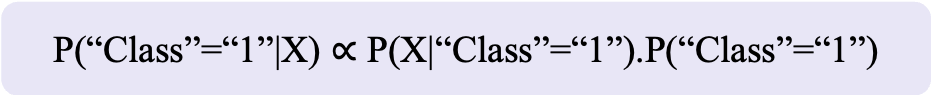 P(“Class”=“1”|X) ∝ P(X|“Class”=“1”).P(“Class”=“1”)